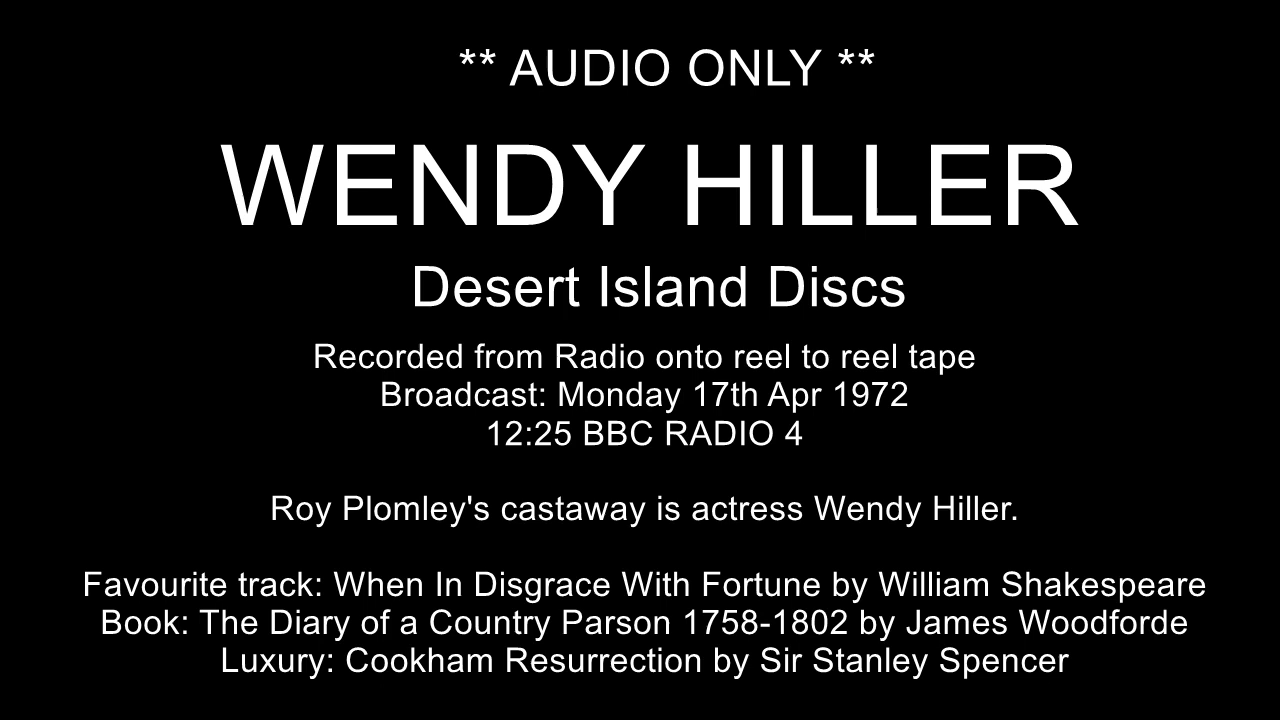 ** AUDIO ONLY **
WENDY HILLER
Desert Island Discs
Recorded from Radio onto reel to reel tape
Broadcast: Monday 17th Apr 1972
12:25 BBC RADIO 4
Roy Plomley's castaway is actress Wendy Hiller.
Favourite track: When In Disgrace With Fortune by William Shakespeare
Book: The Diary of a Country Parson 1758-1802 by James Woodforde
Luxury: Cookham Resurrection by Sir Stanley Spencer